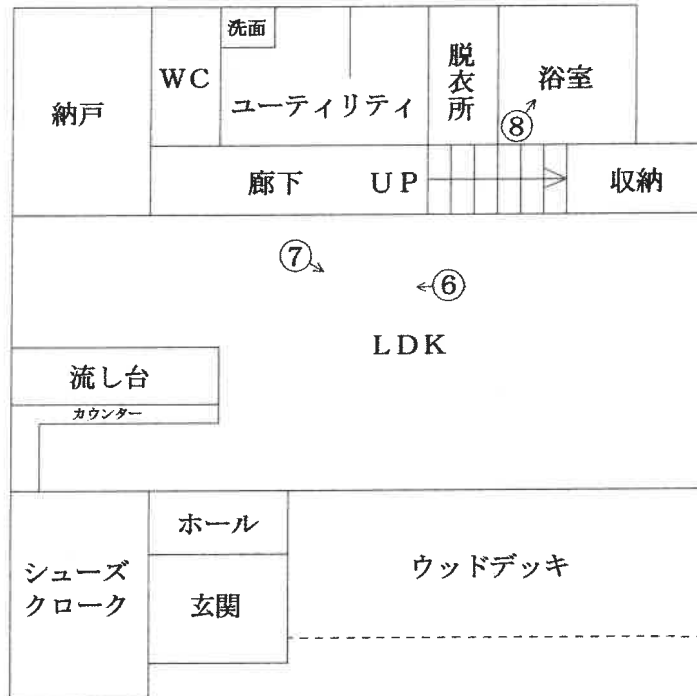 洗面
WC
脱衣所
浴室
納戸
ユーティリティ
⑧
廊下
UP
収納
⑦
⑥
LDK
流し台
カウンター
ホール
シューズ
クローク
玄関
ウッドデッキ